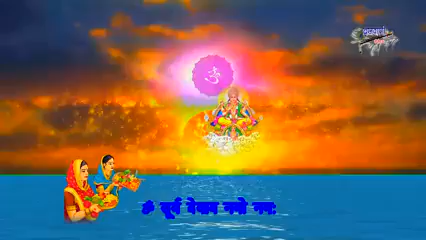 ॐ
ॐ सूर्य देवाय नमो नमः